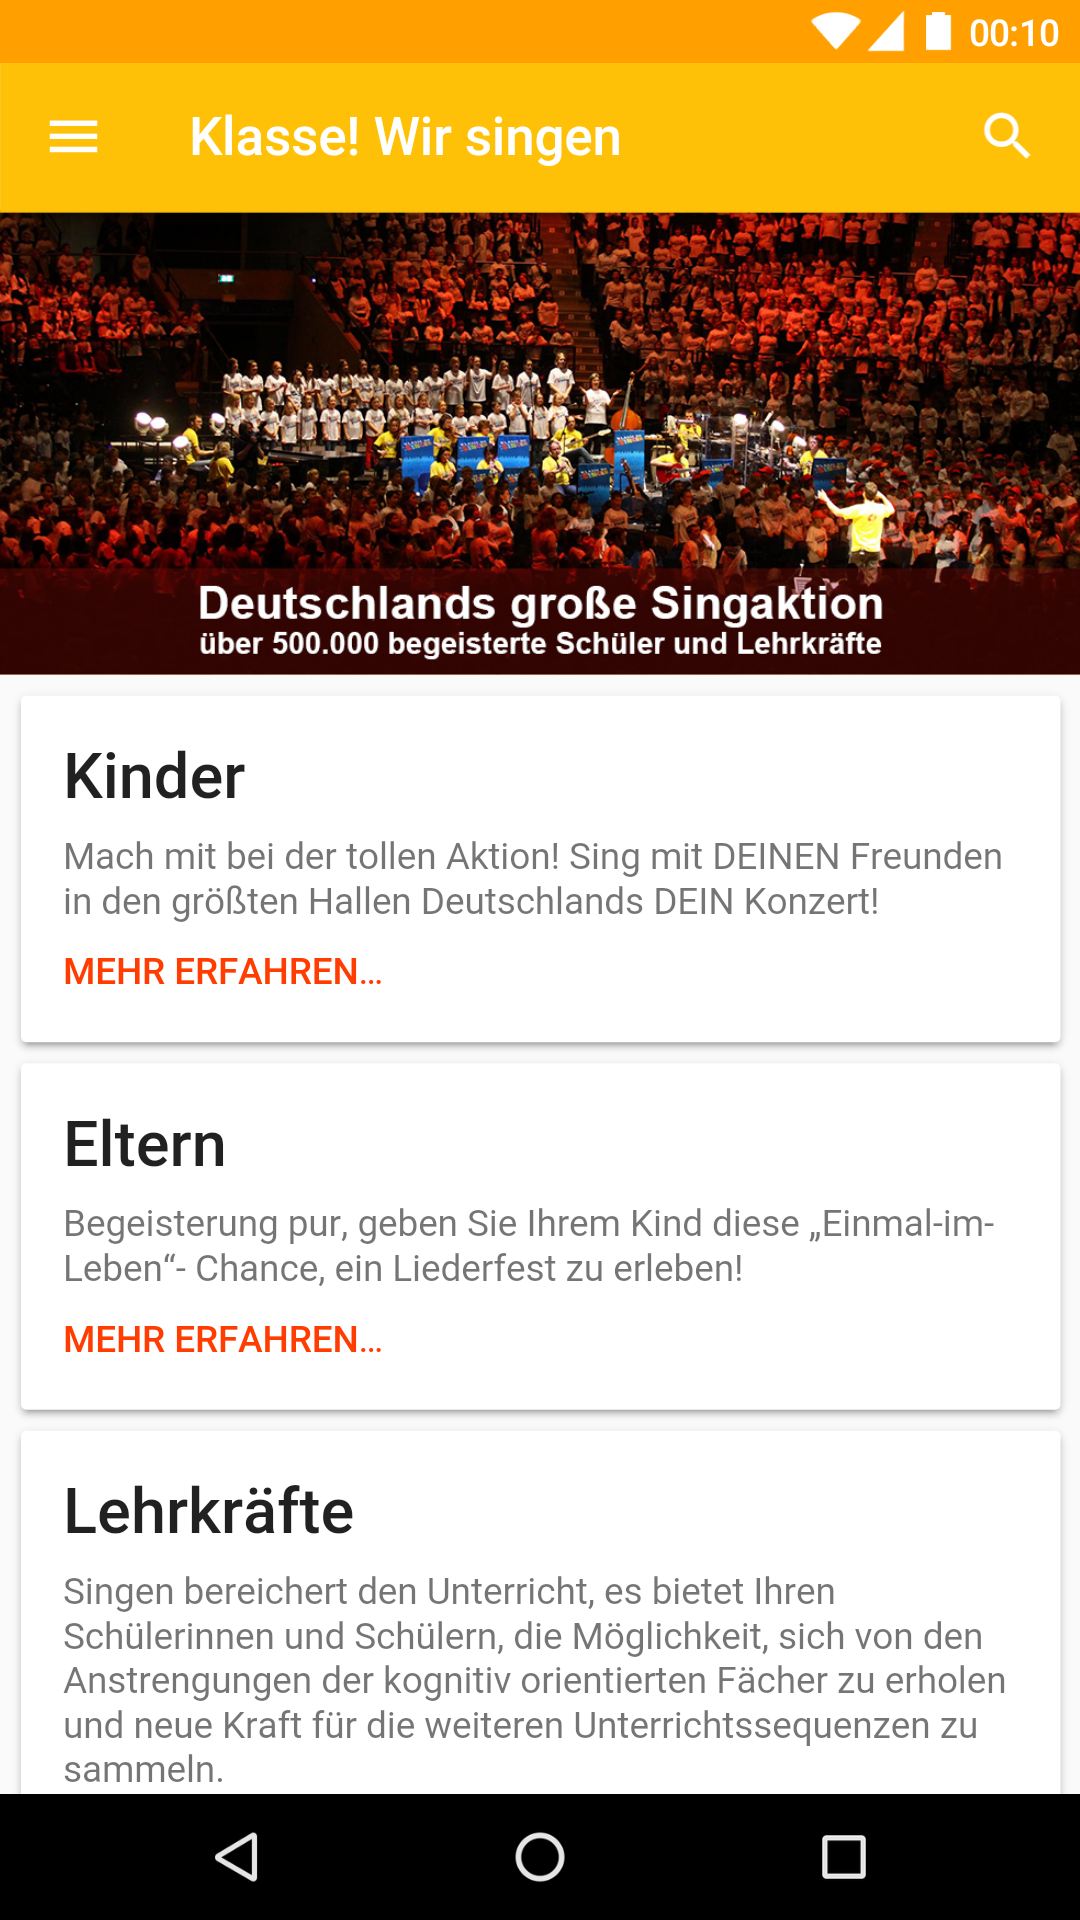 00:10
Klasse! Wir singen
Deutschlands große Singaktion
über 500.000 begeisterte Schüler und Lehrkräfte
Kinder
Mach mit bei der tollen Aktion! Sing mit DEINEN Freunden
in den größten Hallen Deutschlands DEIN Konzert!
MEHR ERFAHREN...
Eltern
Begeisterung pur, geben Sie Ihrem Kind diese „Einmal-im-
Leben“- Chance, ein Liederfest zu erleben!
MEHR ERFAHREN...
Lehrkräfte
Singen bereichert den Unterricht, es bietet Ihren
Schülerinnen und Schülern, die Möglichkeit, sich von den
Anstrengungen der kognitiv orientierten Fächer zu erholen
und neue Kraft für die weiteren Unterrichtssequenzen zu
sammeln.